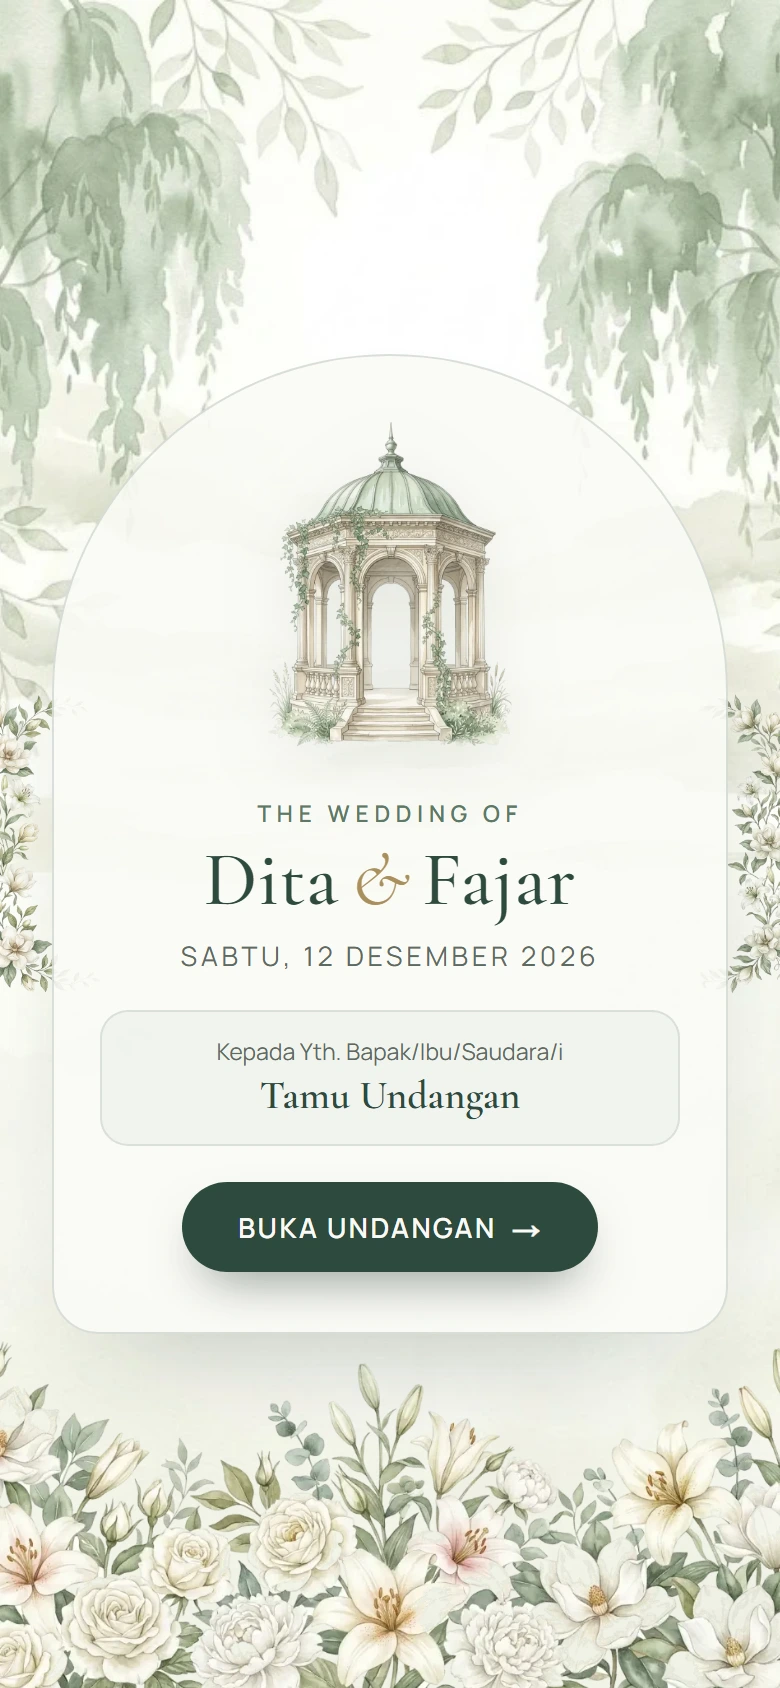 THE WEDDING OF
Dita & Fajar
SABTU, 12 DESEMBER 2026
Kepada Yth. Bapak/Ibu/Saudara/i
Tamu Undangan
BUKA UNDANGAN →